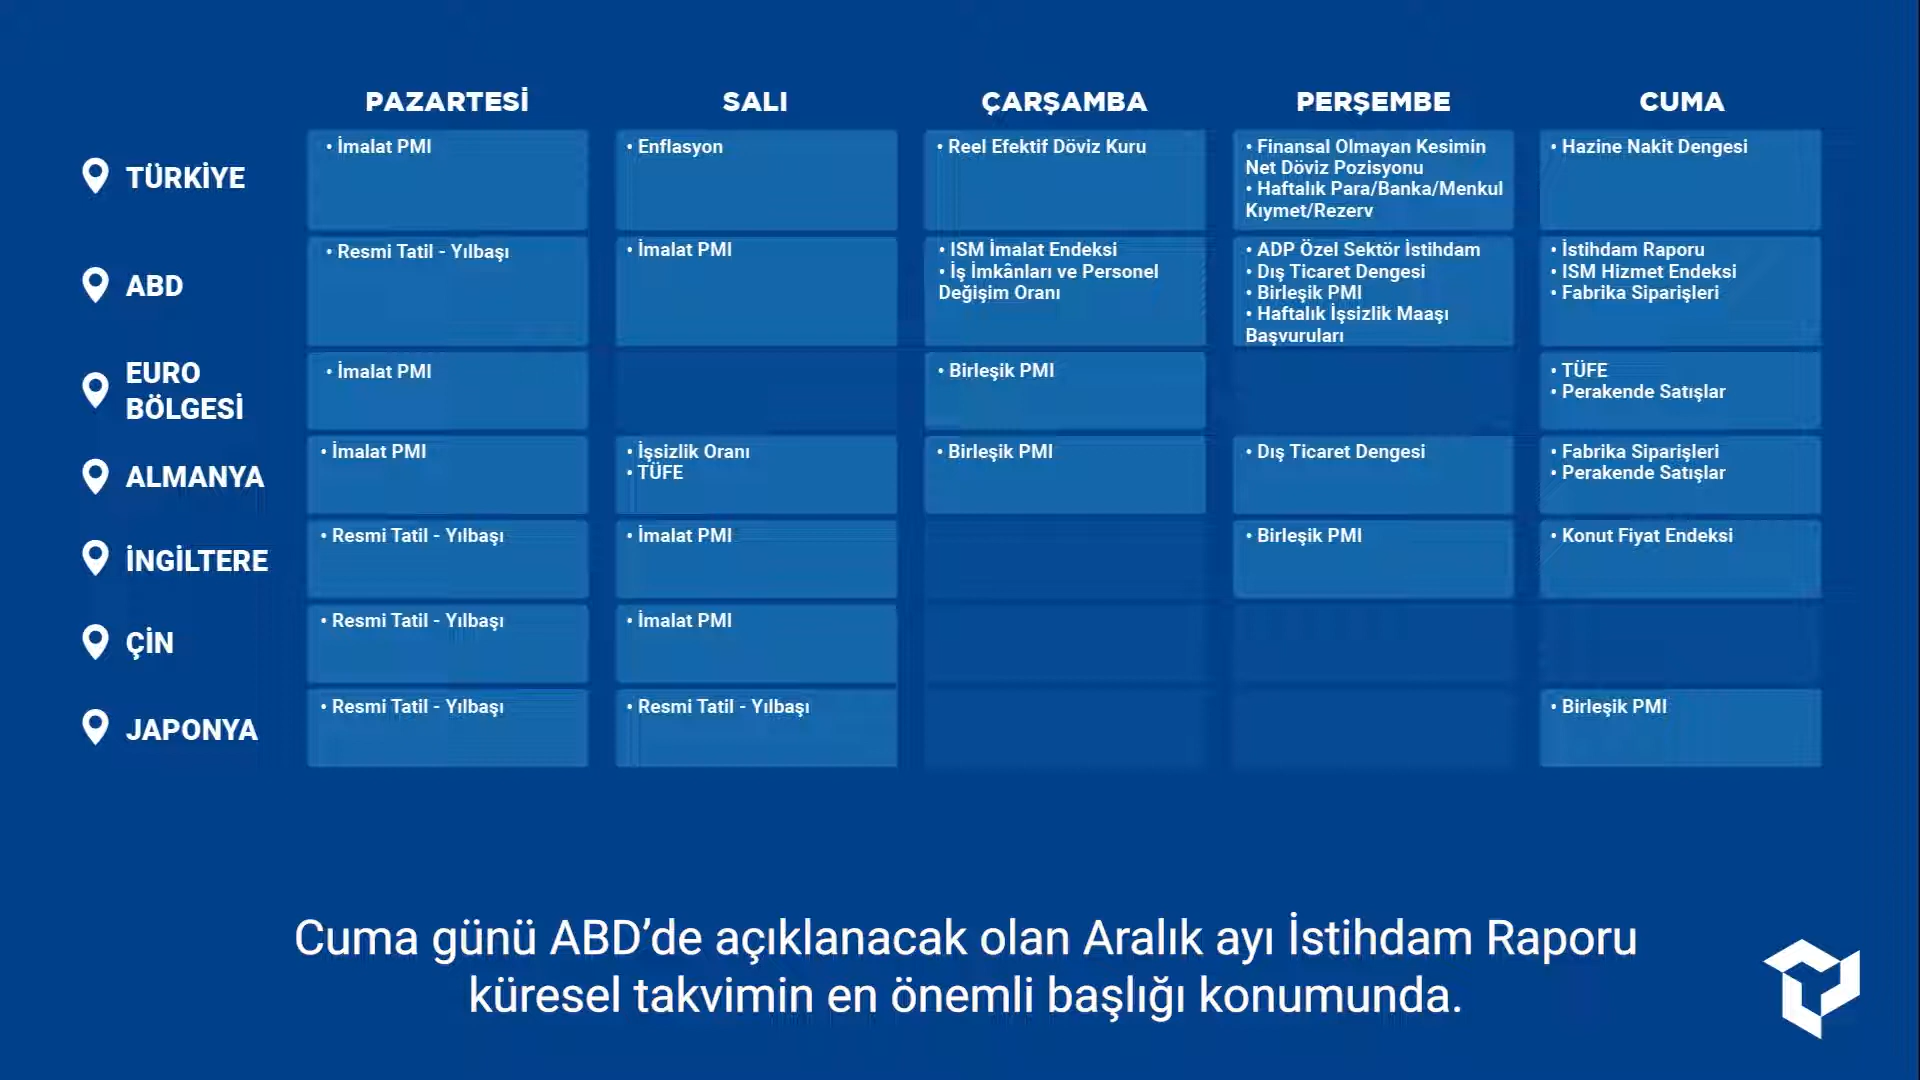 PAZARTESİ SALI ÇARŞAMBA PERŞEMBE CUMA
TÜRKİYE
• İmalat PMI
• Enflasyon
• Reel Efektif Döviz Kuru
• Finansal Olmayan Kesimin
Net Döviz Pozisyonu
• Haftalık Para/Banka/Menkul
Kıymet/Rezerv
• Hazine Nakit Dengesi
ABD
• Resmi Tatil - Yılbaşı
• İmalat PMI
• ISM İmalat Endeksi
• İş İmkânları ve Personel
Değişim Oranı
• ADP Özel Sektör İstihdam
• Dış Ticaret Dengesi
• Birleşik PMI
• Haftalık İşsizlik Maaşı
Başvuruları
• İstihdam Raporu
• ISM Hizmet Endeksi
• Fabrika Siparişleri
EURO
BÖLGESİ
• İmalat PMI
• Birleşik PMI
• TÜFE
• Perakende Satışlar
ALMANYA
• İmalat PMI
• İşsizlik Oranı
• TÜFE
• Birleşik PMI
• Dış Ticaret Dengesi
• Fabrika Siparişleri
• Perakende Satışlar
İNGİLTERE
• Resmi Tatil - Yılbaşı
• İmalat PMI
• Birleşik PMI
• Konut Fiyat Endeksi
ÇİN
• Resmi Tatil - Yılbaşı
• İmalat PMI
JAPONYA
• Resmi Tatil - Yılbaşı
• Resmi Tatil - Yılbaşı
• Birleşik PMI
Cuma günü ABD’de açıklanacak olan Aralık ayı İstihdam Raporu
küresel takvimin en önemli başlığı konumunda.